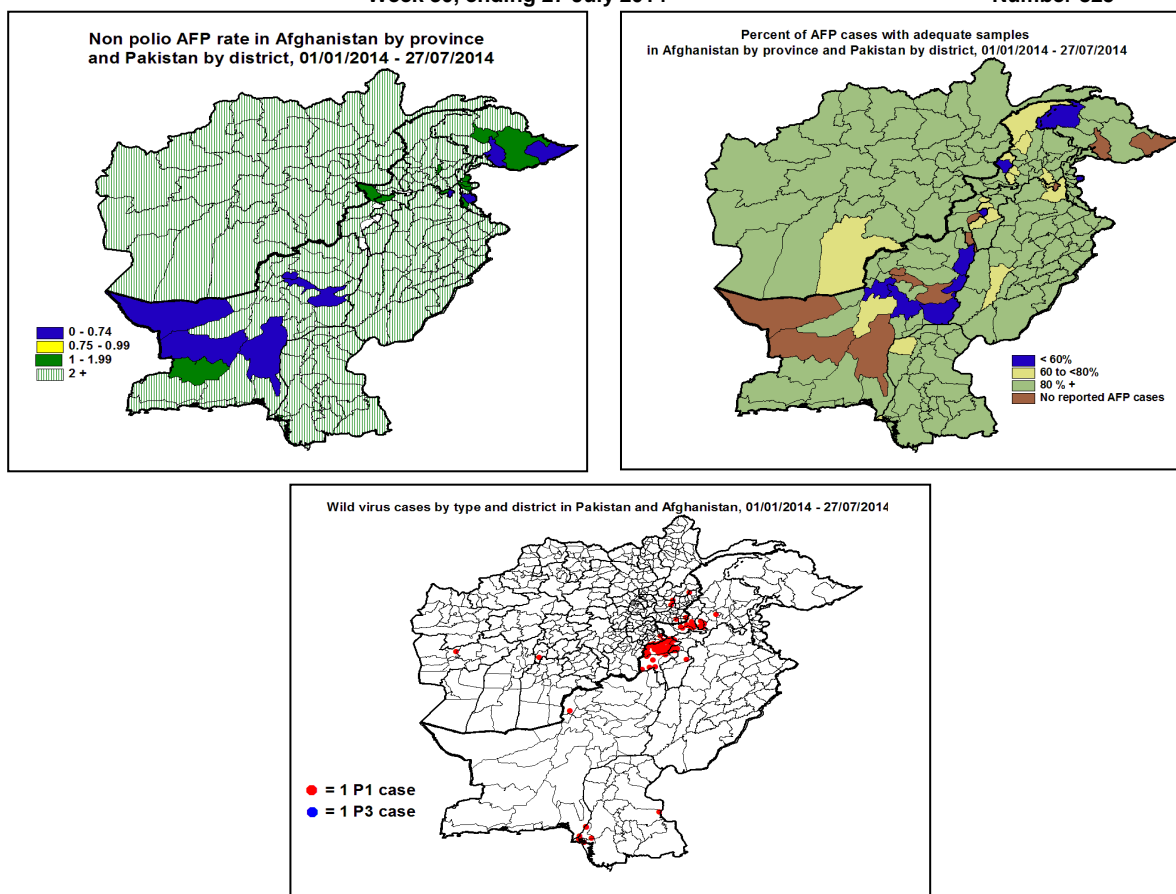 Non polio AFP rate in Afghanistan by province
and Pakistan by district, 01/01/2014 - 27/07/2014
0 - 0.74
0.75 - 0.99
1 - 1.99
2 +
Percent of AFP cases with adequate samples
in Afghanistan by province and Pakistan by district, 01/01/2014 - 27/07/2014
< 60%
60 to <80%
80 % +
No reported AFP cases
Wild virus cases by type and district in Pakistan and Afghanistan, 01/01/2014 - 27/07/2014
= 1 P1 case
= 1 P3 case